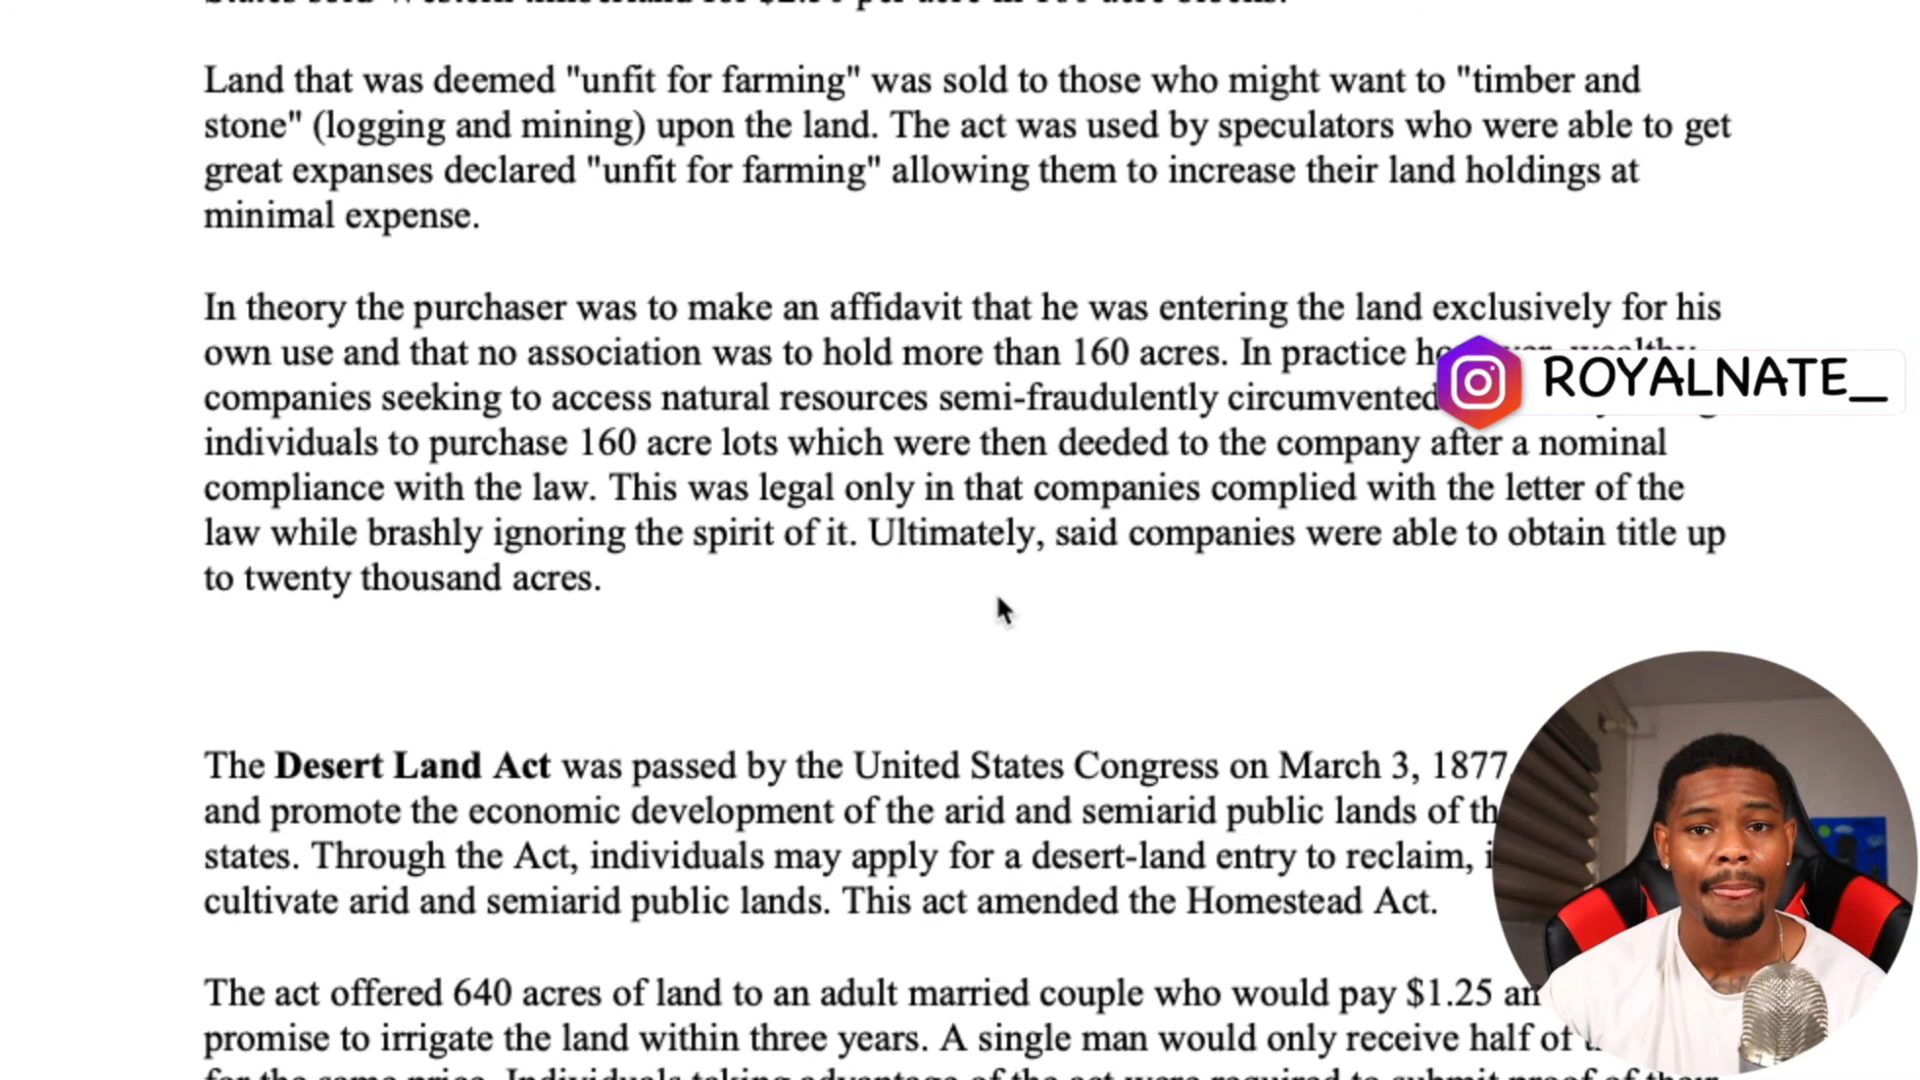 Land that was deemed "unfit for farming" was sold to those who might want to "timber and
stone" (logging and mining) upon the land. The act was used by speculators who were able to get
great expanses declared "unfit for farming" allowing them to increase their land holdings at
minimal expense.
In theory the purchaser was to make an affidavit that he was entering the land exclusively for his
own use and that no association was to hold more than 160 acres. In practice
ROYALNATE_
companies seeking to access natural resources semi-fraudulently circumvented
individuals to purchase 160 acre lots which were then deeded to the company after a nominal
compliance with the law. This was legal only in that companies complied with the letter of the
law while brashly ignoring the spirit of it. Ultimately, said companies were able to obtain title up
to twenty thousand acres.
The Desert Land Act was passed by the United States Congress on March 3, 1877
and promote the economic development of the arid and semiarid public lands of
states. Through the Act, individuals may apply for a desert-land entry to reclaim,
cultivate arid and semiarid public lands. This act amended the Homestead Act.
The act offered 640 acres of land to an adult married couple who would pay $1.25
promise to irrigate the land within three years. A single man would only receive half of